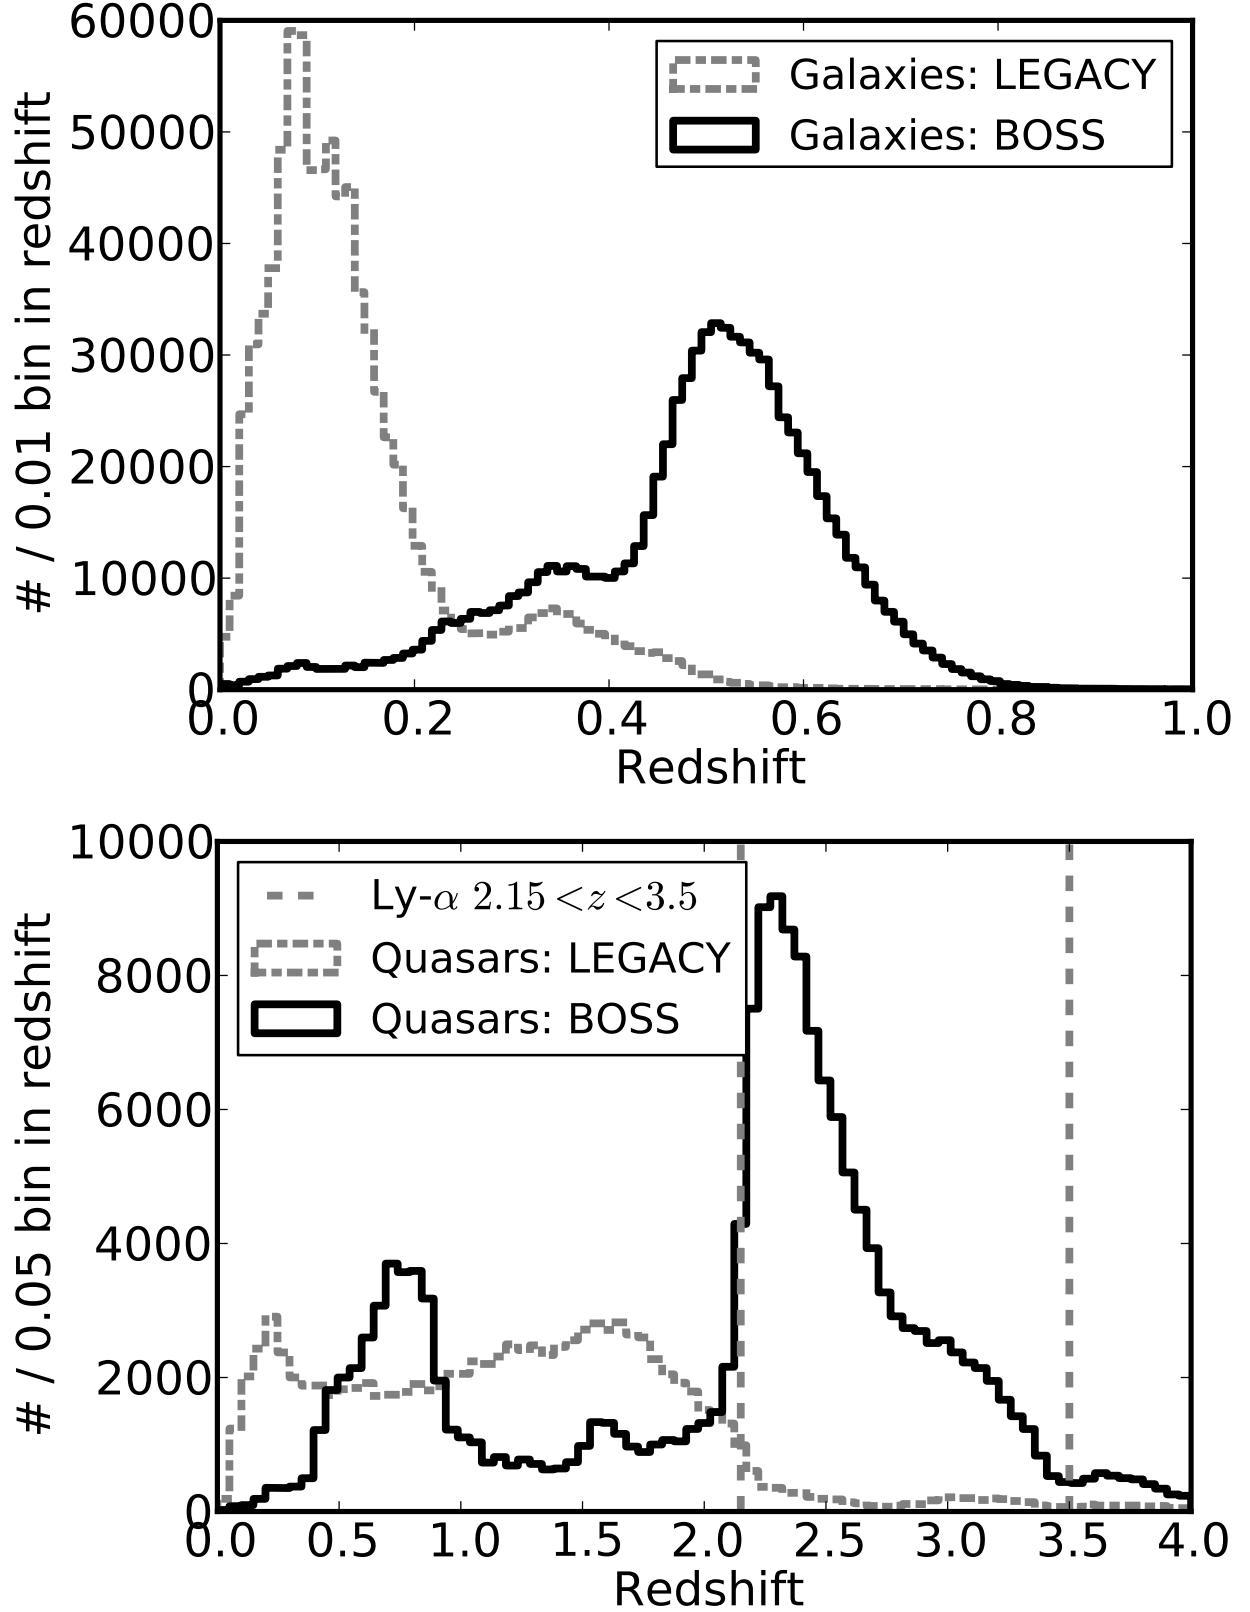 60000
50000
40000
30000
20000
10000
0
# / 0.01 bin in redshift
Galaxies: LEGACY
Galaxies: BOSS
0.0 0.2 0.4 0.6 0.8 1.0
Redshift
10000
8000
6000
4000
2000
0
# / 0.05 bin in redshift
Ly-α 2.15 <z <3.5
Quasars: LEGACY
Quasars: BOSS
0.0 0.5 1.0 1.5 2.0 2.5 3.0 3.5 4.0
Redshift